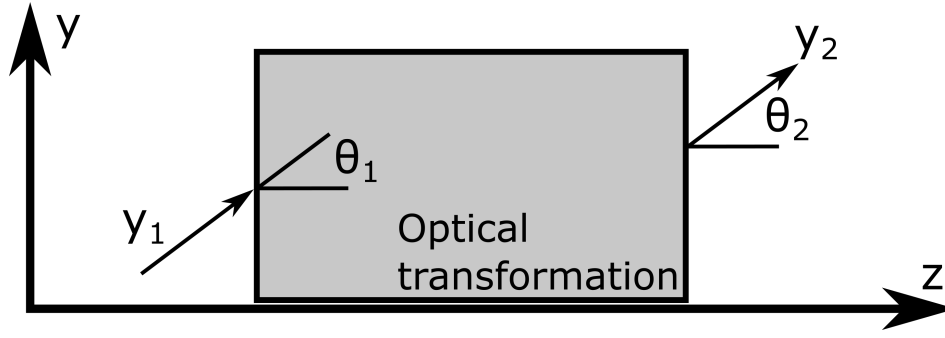 y
y₂
θ₂
θ₁
y₁
Optical
transformation
z